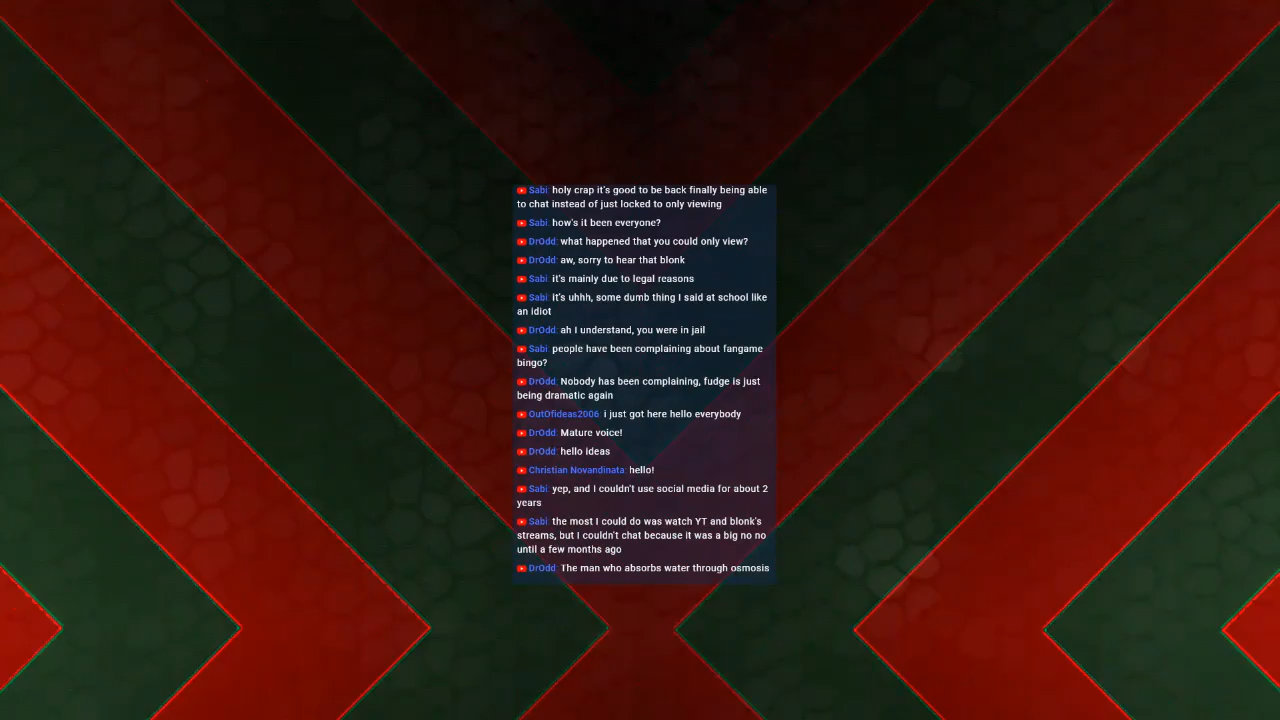 Sabi: holy crap it's good to be back finally being able
to chat instead of just locked to only viewing
Sabi: how's it been everyone?
DrOdd: what happened that you could only view?
DrOdd: aw, sorry to hear that blonk
Sabi: it's mainly due to legal reasons
Sabi: it's uhhh, some dumb thing I said at school like
an idiot
DrOdd: ah I understand, you were in jail
Sabi: people have been complaining about fangame
bingo?
DrOdd: Nobody has been complaining, fudge is just
being dramatic again
OutOfideas2006: i just got here hello everybody
DrOdd: Mature voice!
DrOdd: hello ideas
Christian Novandinata: hello!
Sabi: yep, and I couldn't use social media for about 2
years
Sabi: the most I could do was watch YT and blonk's
streams, but I couldn't chat because it was a big no no
until a few months ago
DrOdd: The man who absorbs water through osmosis